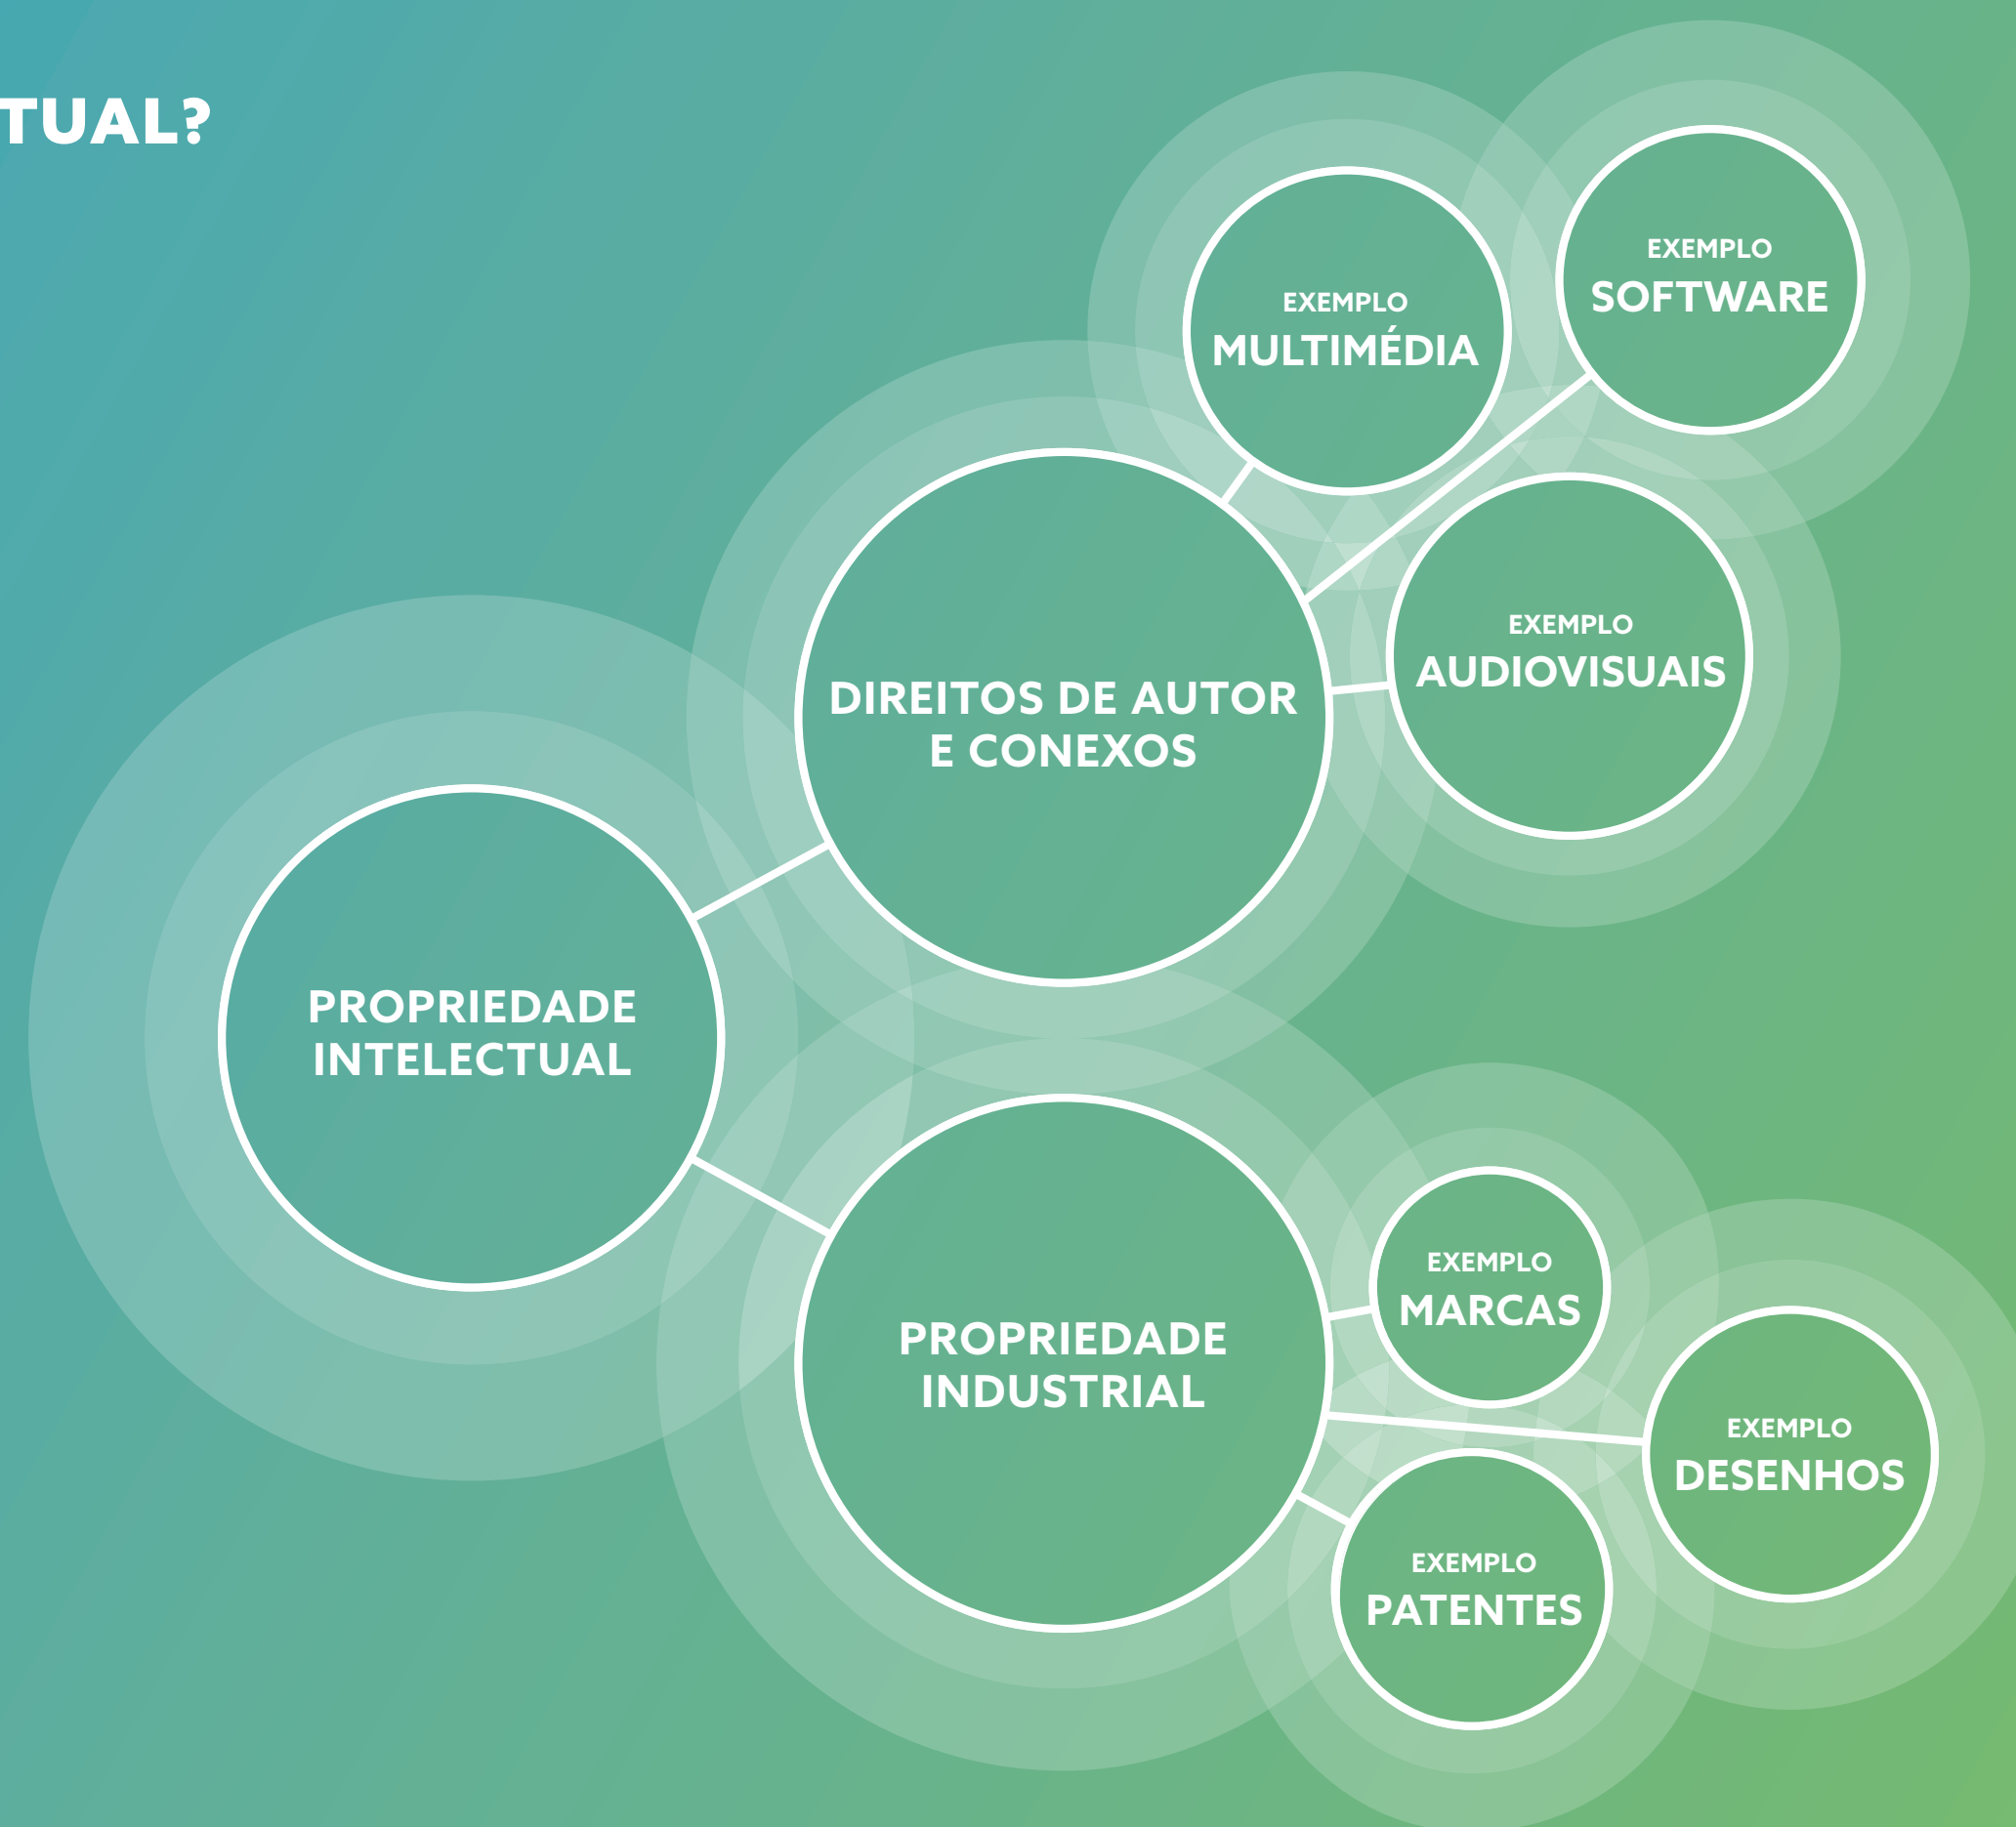 TUAL?
EXEMPLO
SOFTWARE
EXEMPLO
MULTIMÉDIA
EXEMPLO
AUDIOVISUAIS
DIREITOS DE AUTOR
E CONEXOS
PROPRIEDADE
INTELECTUAL
PROPRIEDADE
INDUSTRIAL
EXEMPLO
MARCAS
EXEMPLO
DESENHOS
EXEMPLO
PATENTES